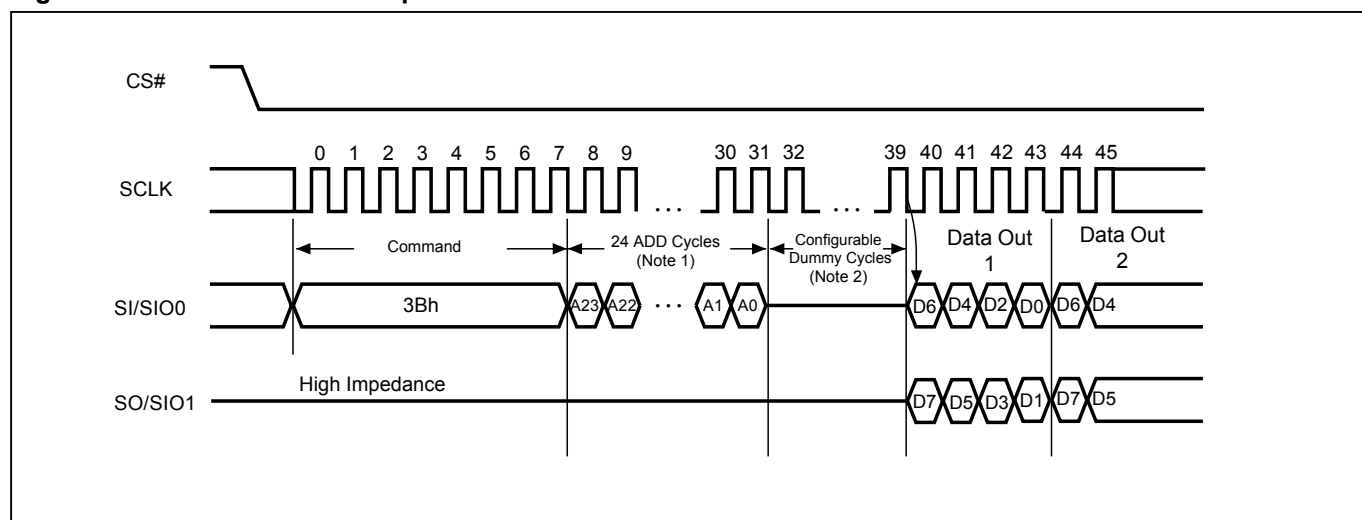 CS#
0 1 2 3 4 5 6 7 8 9 30 31 32 39 40 41 42 43 44 45
SCLK
... ...
Command
24 ADD Cycles
(Note 1)
Configurable
Dummy Cycles
(Note 2)
Data Out
1
Data Out
2
SI/SIO0
3Bh
A23 A22 ... A1 A0
D6 D4 D2 D0 D6 D4
High Impedance
SO/SIO1
D7 D5 D3 D1 D7 D5